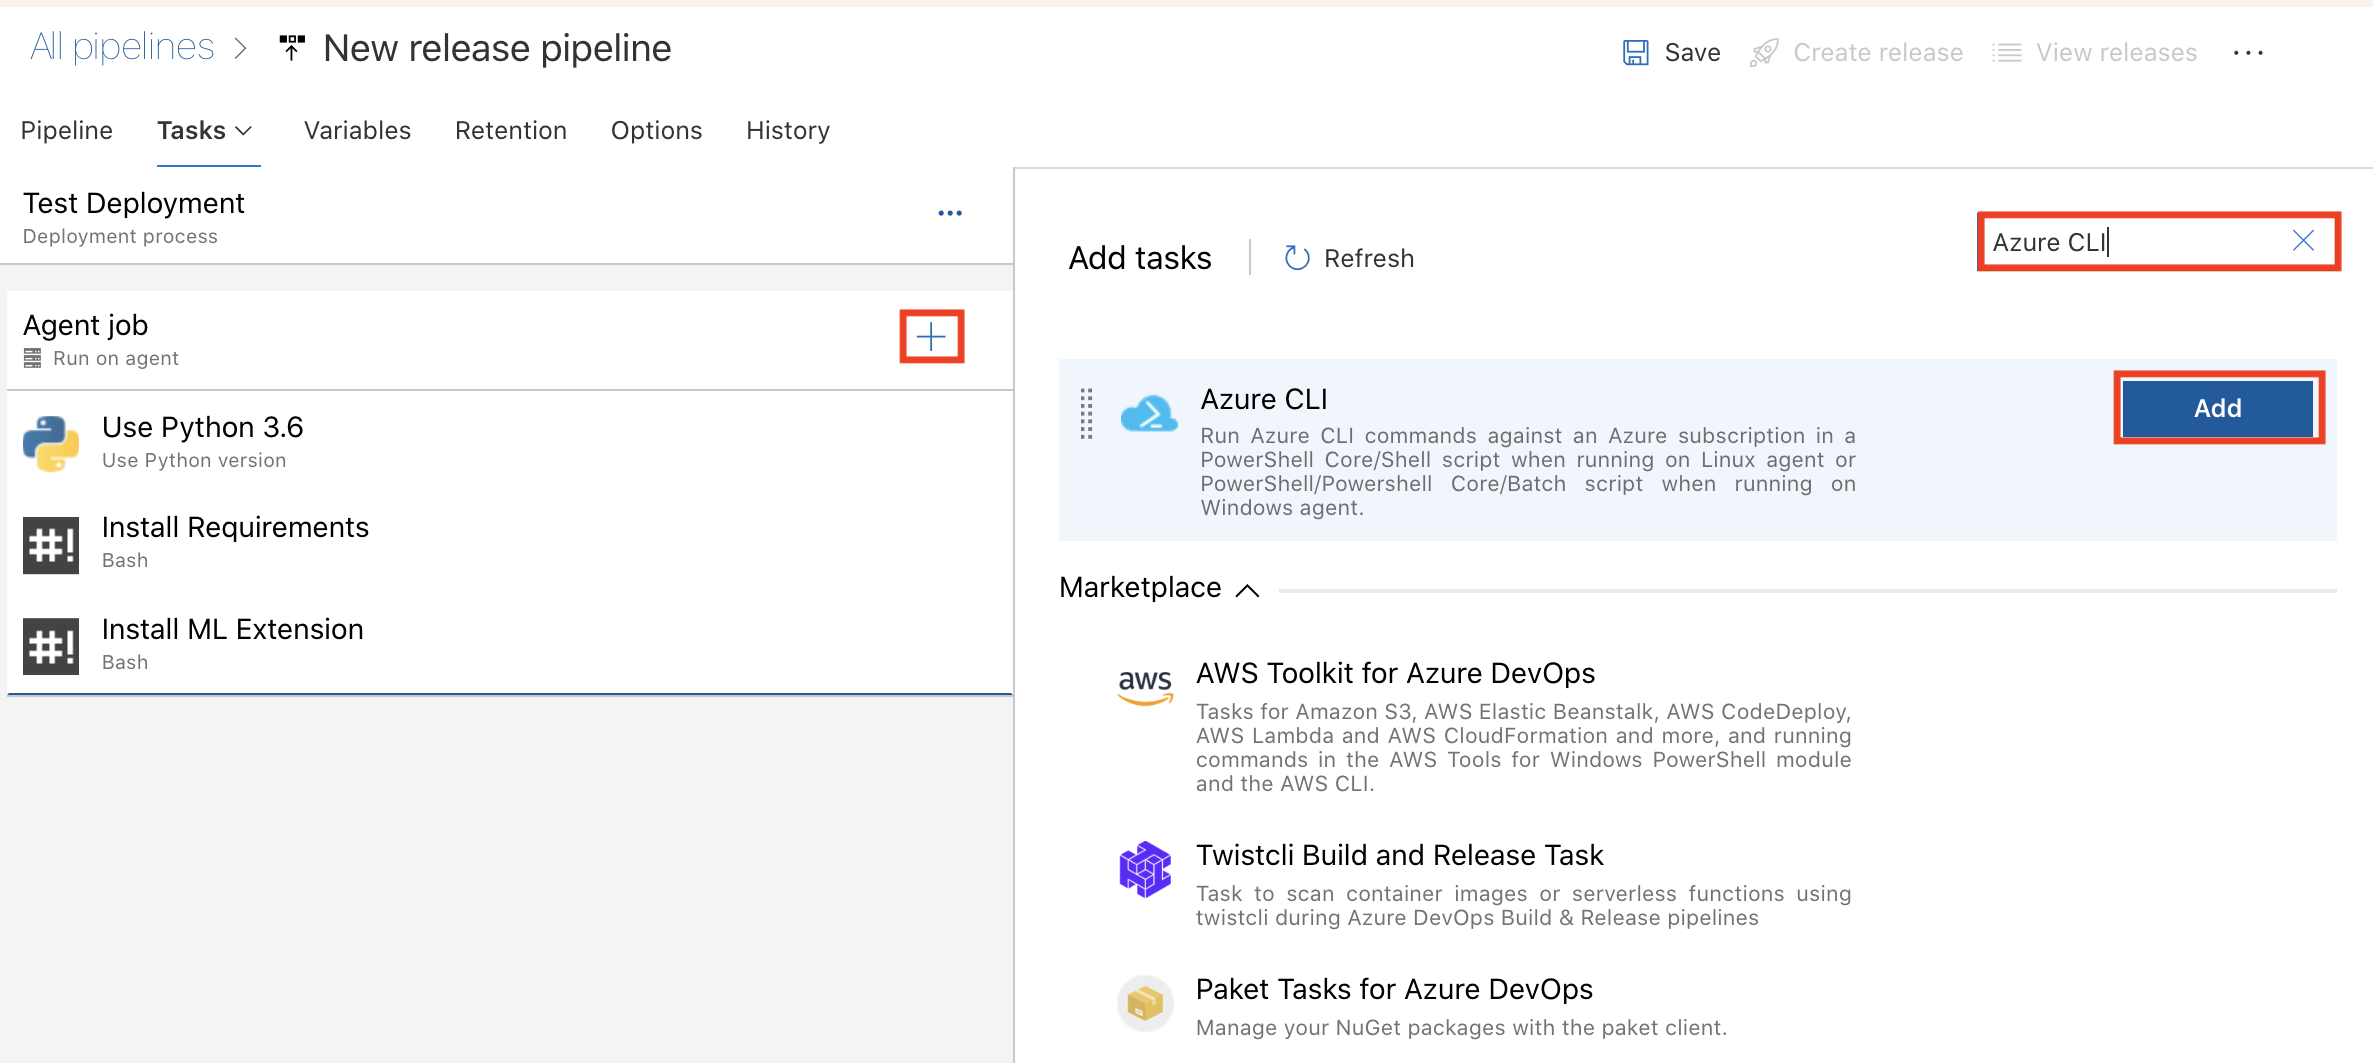 All pipelines > New release pipeline
Save Create release View releases ...
Pipeline Tasks Variables Retention Options History
Test Deployment
Deployment process
Agent job
Run on agent
Use Python 3.6
Use Python version
#!
Install Requirements
Bash
#!
Install ML Extension
Bash
Add tasks | Refresh
Azure CLI
Azure CLI
Run Azure CLI commands against an Azure subscription in a
PowerShell Core/Shell script when running on Linux agent or
PowerShell/Powershell Core/Batch script when running on
Windows agent.
Add
Marketplace
aws
AWS Toolkit for Azure DevOps
Tasks for Amazon S3, AWS Elastic Beanstalk, AWS CodeDeploy,
AWS Lambda and AWS CloudFormation and more, and running
commands in the AWS Tools for Windows PowerShell module
and the AWS CLI.
Twistcli Build and Release Task
Task to scan container images or serverless functions using
twistcli during Azure DevOps Build & Release pipelines
Paket Tasks for Azure DevOps
Manage your NuGet packages with the paket client.